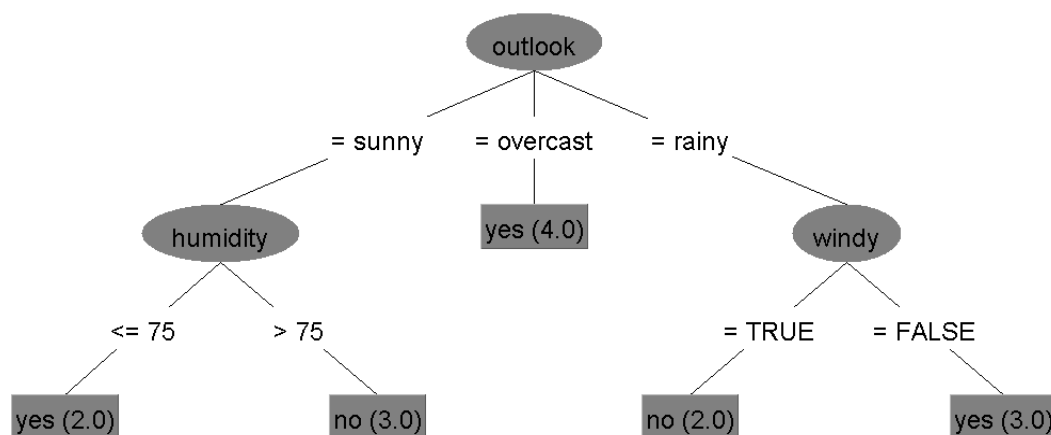 outlook
= sunny
= overcast
= rainy
humidity
yes (4.0)
windy
<= 75
> 75
= TRUE
= FALSE
yes (2.0)
no (3.0)
no (2.0)
yes (3.0)